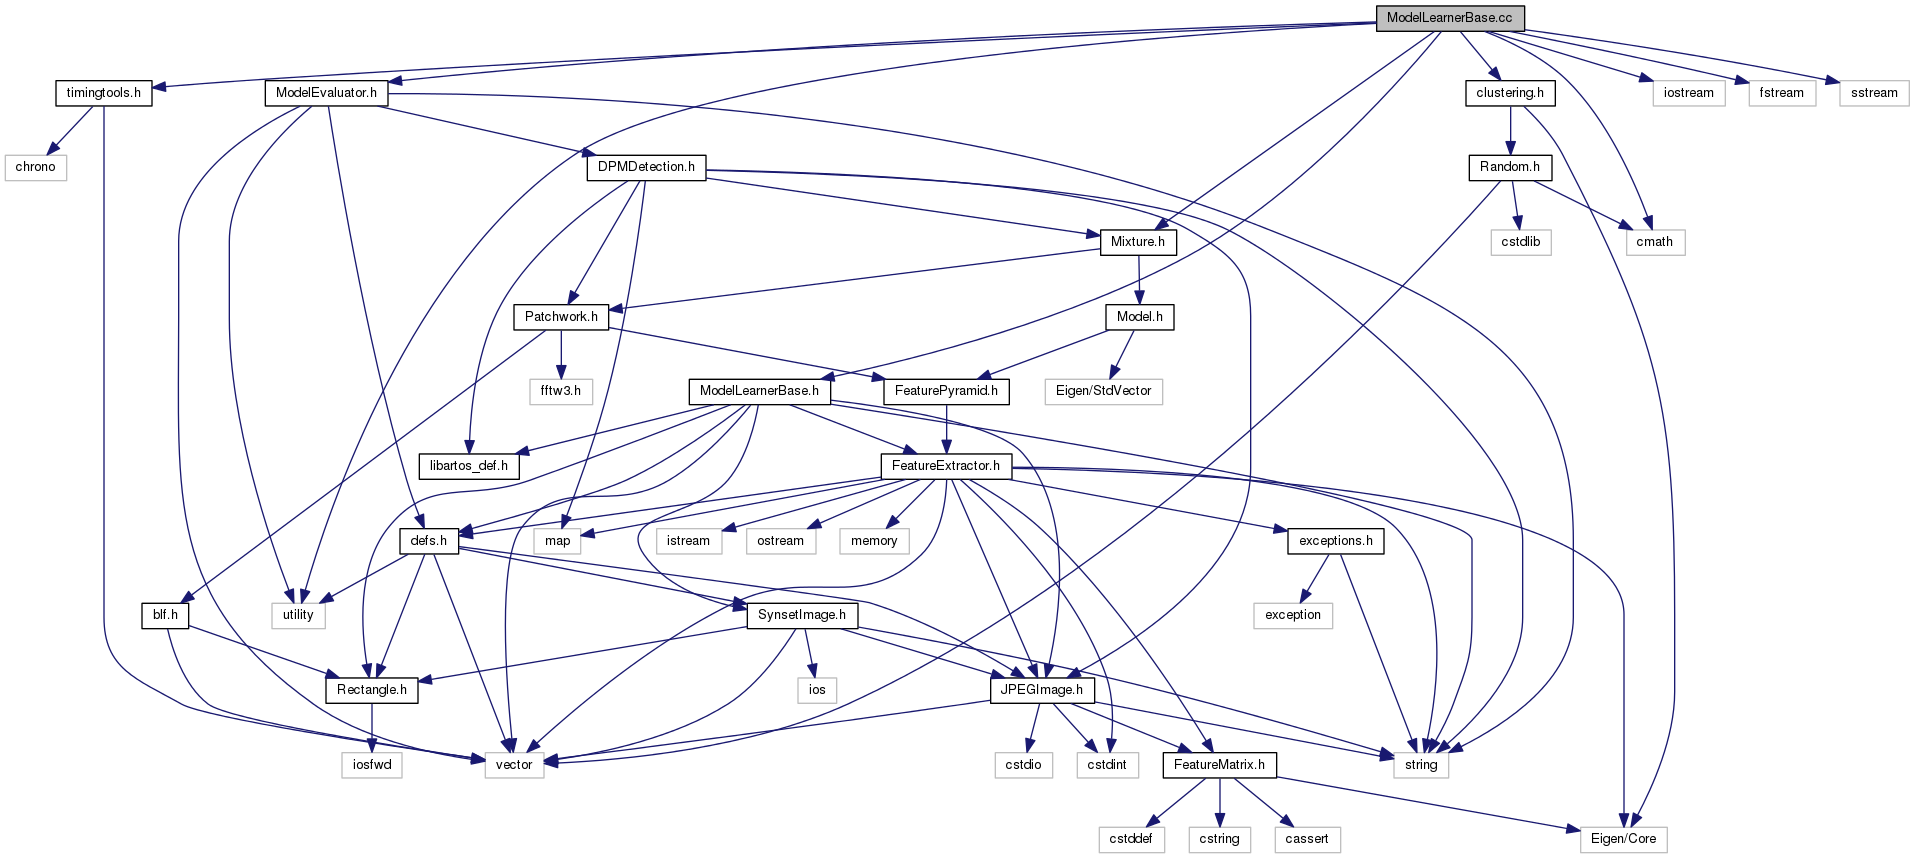 ModelLearnerBase.cc
timingtools.h
ModelEvaluator.h
clustering.h
iostream
fstream
sstream
chrono
DPMDetection.h
Random.h
Mixture.h
cstdlib
cmath
Patchwork.h
Model.h
fftw3.h
ModelLearnerBase.h
FeaturePyramid.h
Eigen/StdVector
libartos_def.h
FeatureExtractor.h
defs.h
map
istream
ostream
memory
exceptions.h
blf.h
utility
SynsetImage.h
exception
Rectangle.h
ios
JPEGImage.h
iosfwd
vector
cstdio
cstdint
FeatureMatrix.h
string
cstddef
cstring
cassert
Eigen/Core